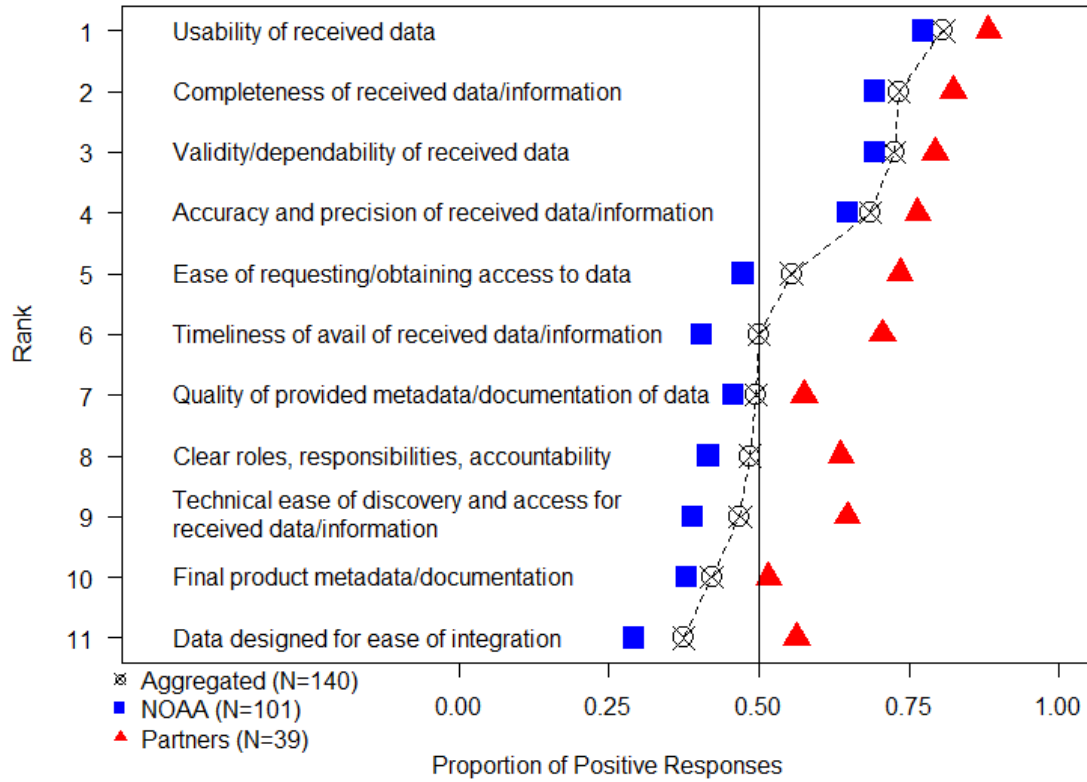 1 Usability of received data
2 Completeness of received data/information
3 Validity/dependability of received data
4 Accuracy and precision of received data/information
5 Ease of requesting/obtaining access to data
Rank
6 Timeliness of avail of received data/information
7 Quality of provided metadata/documentation of data
8 Clear roles, responsibilities, accountability
9 Technical ease of discovery and access for
received data/information
10 Final product metadata/documentation
11 Data designed for ease of integration
Aggregated (N=140)
NOAA (N=101)
Partners (N=39)
0.00 0.25 0.50 0.75 1.00
Proportion of Positive Responses